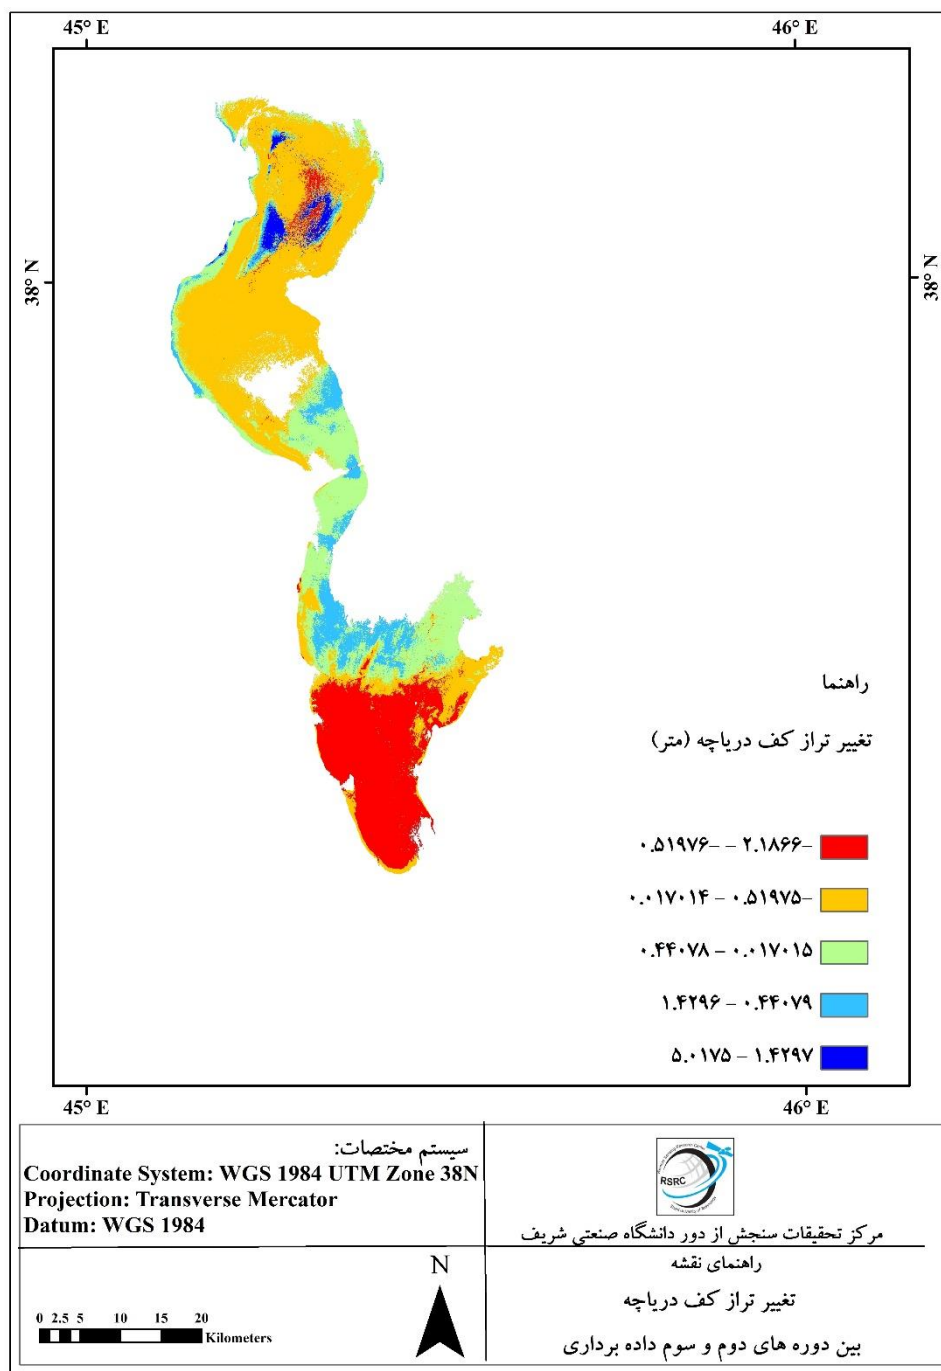 45° E
46° E
38° N
38° N
راهنما
تغییر تراز کف دریاچه (متر)
-۲.۱۸۶۶ - -۰.۵۱۹۷۶
-۰.۵۱۹۷۵ - ۰.۰۱۷۰۱۴
۰.۰۱۷۰۱۵ - ۰.۴۴۰۷۸
۰.۴۴۰۷۹ - ۱.۴۲۹۶
۱.۴۲۹۷ - ۵.۰۱۷۵
45° E
46° E
سیستم مختصات:
Coordinate System: WGS 1984 UTM Zone 38N
Projection: Transverse Mercator
Datum: WGS 1984
RSRC
مرکز تحقیقات سنجش از دور دانشگاه صنعتی شریف
راهنمای نقشه
تغییر تراز کف دریاچه
بین دوره های دوم و سوم داده برداری
N
0 2.5 5 10 15 20
Kilometers